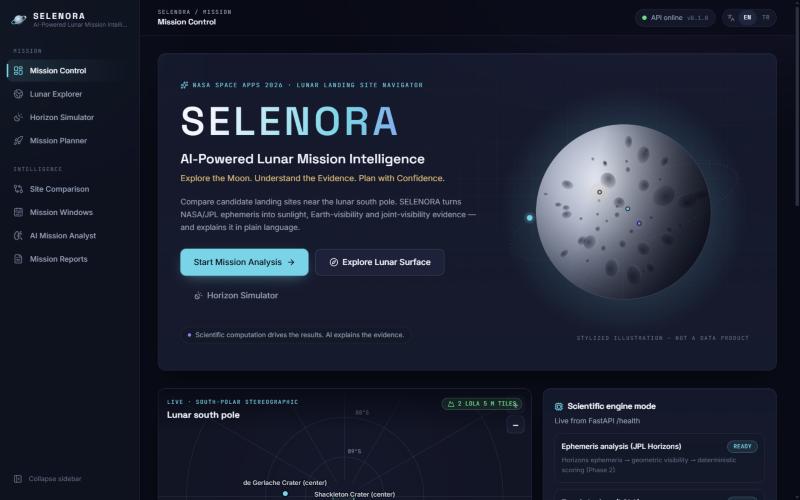 SELENORA
AI-Powered Lunar Mission Intelli...
SELENORA / MISSION
Mission Control
API online v0.1.0
EN TR
MISSION
Mission Control
Lunar Explorer
Horizon Simulator
Mission Planner
INTELLIGENCE
Site Comparison
Mission Windows
AI Mission Analyst
Mission Reports
Collapse sidebar
NASA SPACE APPS 2026 · LUNAR LANDING SITE NAVIGATOR
SELENORA
AI-Powered Lunar Mission Intelligence
Explore the Moon. Understand the Evidence. Plan with Confidence.
Compare candidate landing sites near the lunar south pole. SELENORA turns
NASA/JPL ephemeris into sunlight, Earth-visibility and joint-visibility evidence —
and explains it in plain language.
Start Mission Analysis →
Explore Lunar Surface
Horizon Simulator
Scientific computation drives the results. AI explains the evidence.
STYLIZED ILLUSTRATION — NOT A DATA PRODUCT
LIVE · SOUTH-POLAR STEREOGRAPHIC
Lunar south pole
2 LOLA 5 M TILES
88°S
89°S
de Gerlache Crater (center)
Shackleton Crater (center)
Scientific engine mode
Live from FastAPI /health
Ephemeris analysis (JPL Horizons)
READY
Horizons ephemeris → geometric visibility → deterministic
scoring (Phase 2)